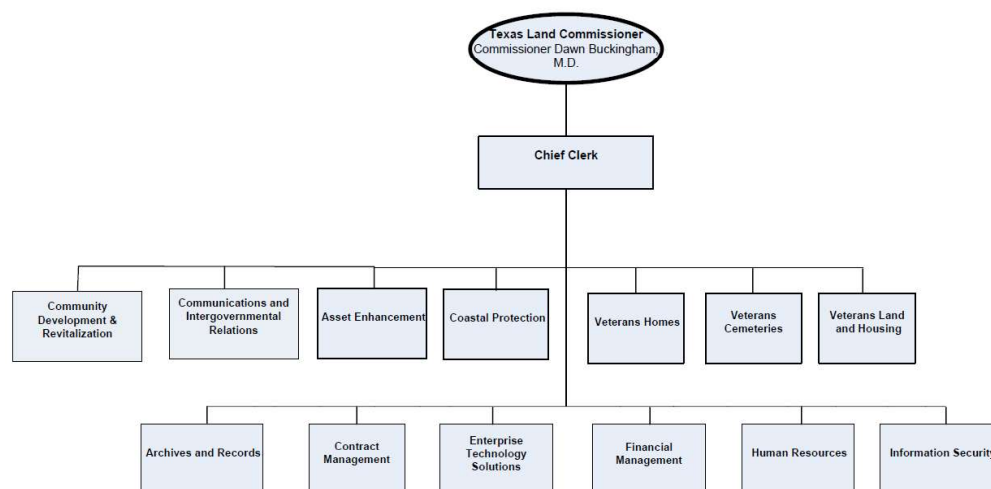 Texas Land Commissioner
Commissioner Dawn Buckingham,
M.D.
Chief Clerk
Community
Development &
Revitalization
Communications and
Intergovernmental
Relations
Asset Enhancement
Coastal Protection
Veterans Homes
Veterans
Cemeteries
Veterans Land
and Housing
Archives and Records
Contract
Management
Enterprise
Technology
Solutions
Financial
Management
Human Resources
Information Security